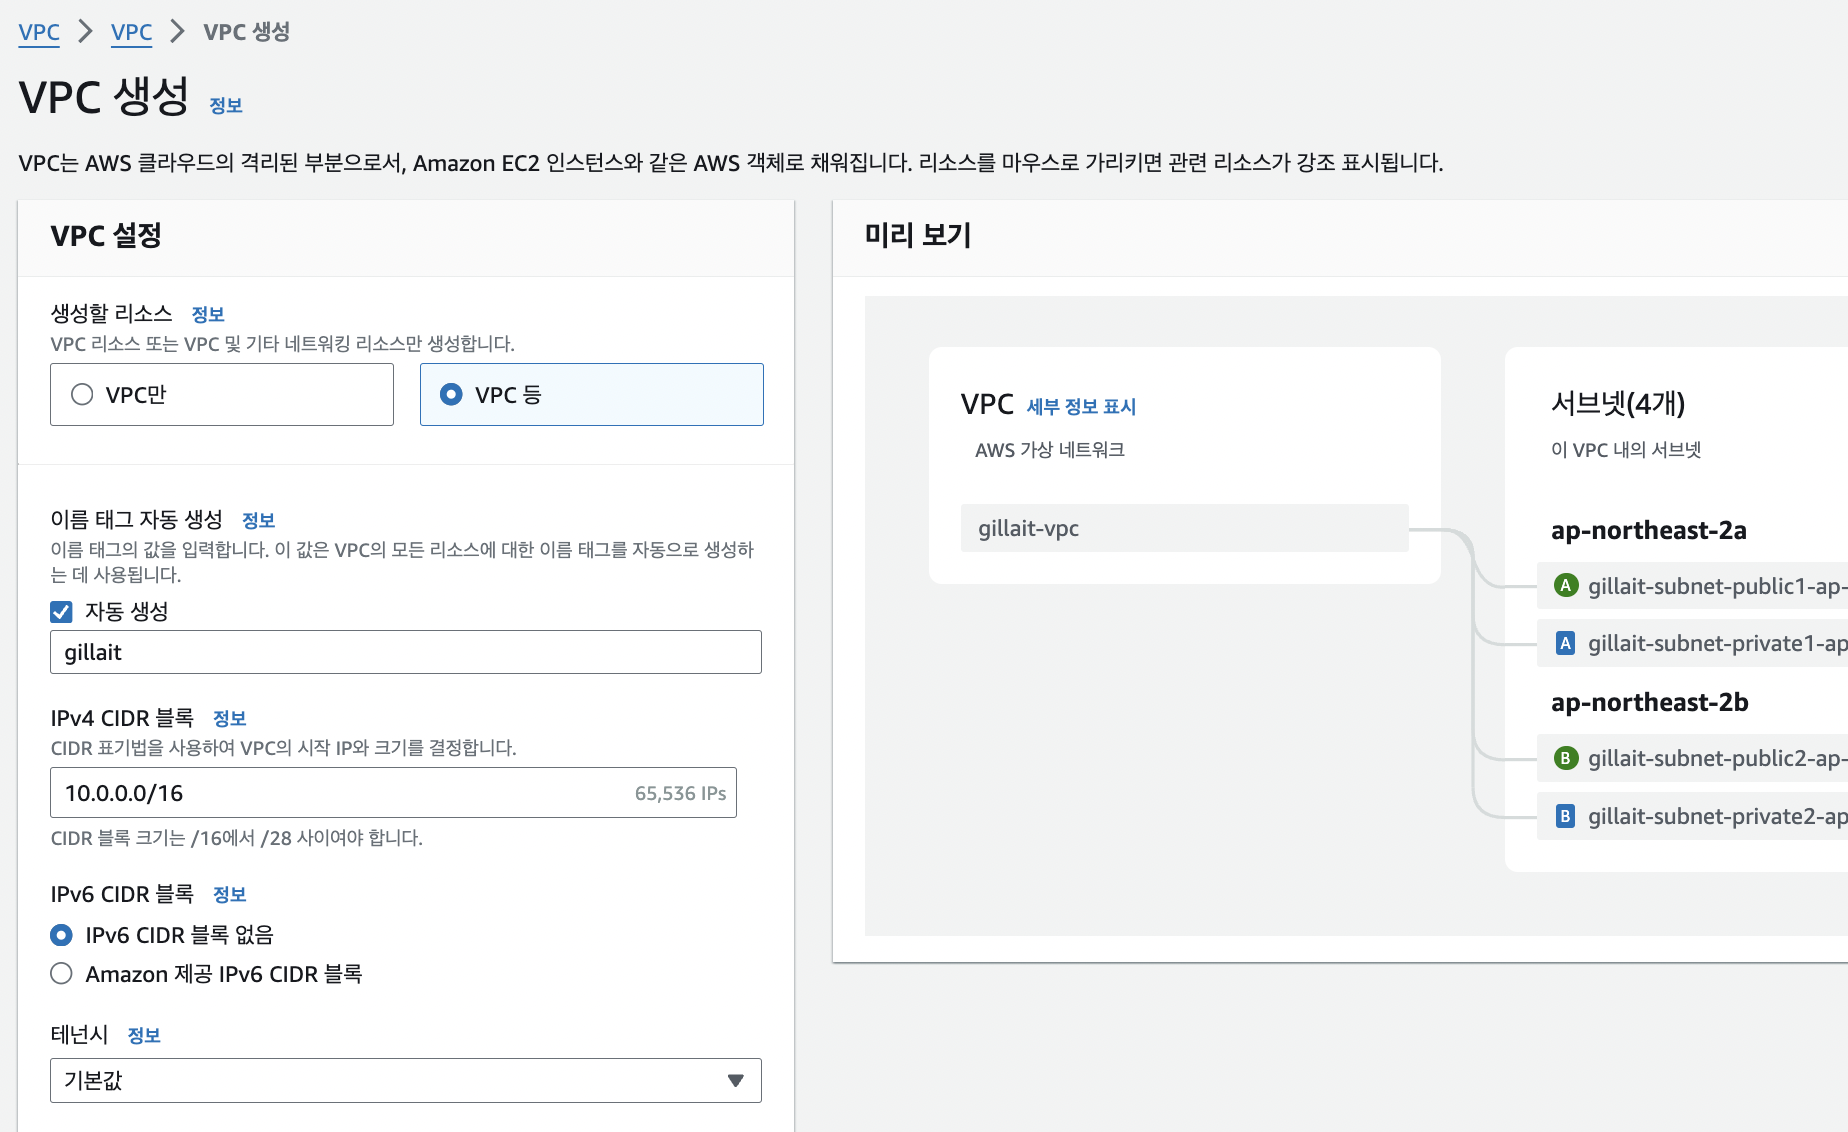 VPC > VPC > VPC 생성
VPC 생성 정보
VPC는 AWS 클라우드의 격리된 부분으로서, Amazon EC2 인스턴스와 같은 AWS 객체로 채워집니다. 리소스를 마우스로 가리키면 관련 리소스가 강조 표시됩니다.
VPC 설정
생성할 리소스 정보
VPC 리소스 또는 VPC 및 기타 네트워킹 리소스만 생성합니다.
VPC만
VPC 등
이름 태그 자동 생성 정보
이름 태그의 값을 입력합니다. 이 값은 VPC의 모든 리소스에 대한 이름 태그를 자동으로 생성하
는 데 사용됩니다.
자동 생성
gillait
IPv4 CIDR 블록 정보
CIDR 표기법을 사용하여 VPC의 시작 IP와 크기를 결정합니다.
10.0.0.0/16 65,536 IPs
CIDR 블록 크기는 /16에서 /28 사이여야 합니다.
IPv6 CIDR 블록 정보
IPv6 CIDR 블록 없음
Amazon 제공 IPv6 CIDR 블록
테넌시 정보
기본값
미리 보기
VPC 세부 정보 표시
AWS 가상 네트워크
gillait-vpc
서브넷(4개)
이 VPC 내의 서브넷
ap-northeast-2a
A gillait-subnet-public1-ap-
A gillait-subnet-private1-ap
ap-northeast-2b
B gillait-subnet-public2-ap-
B gillait-subnet-private2-ap